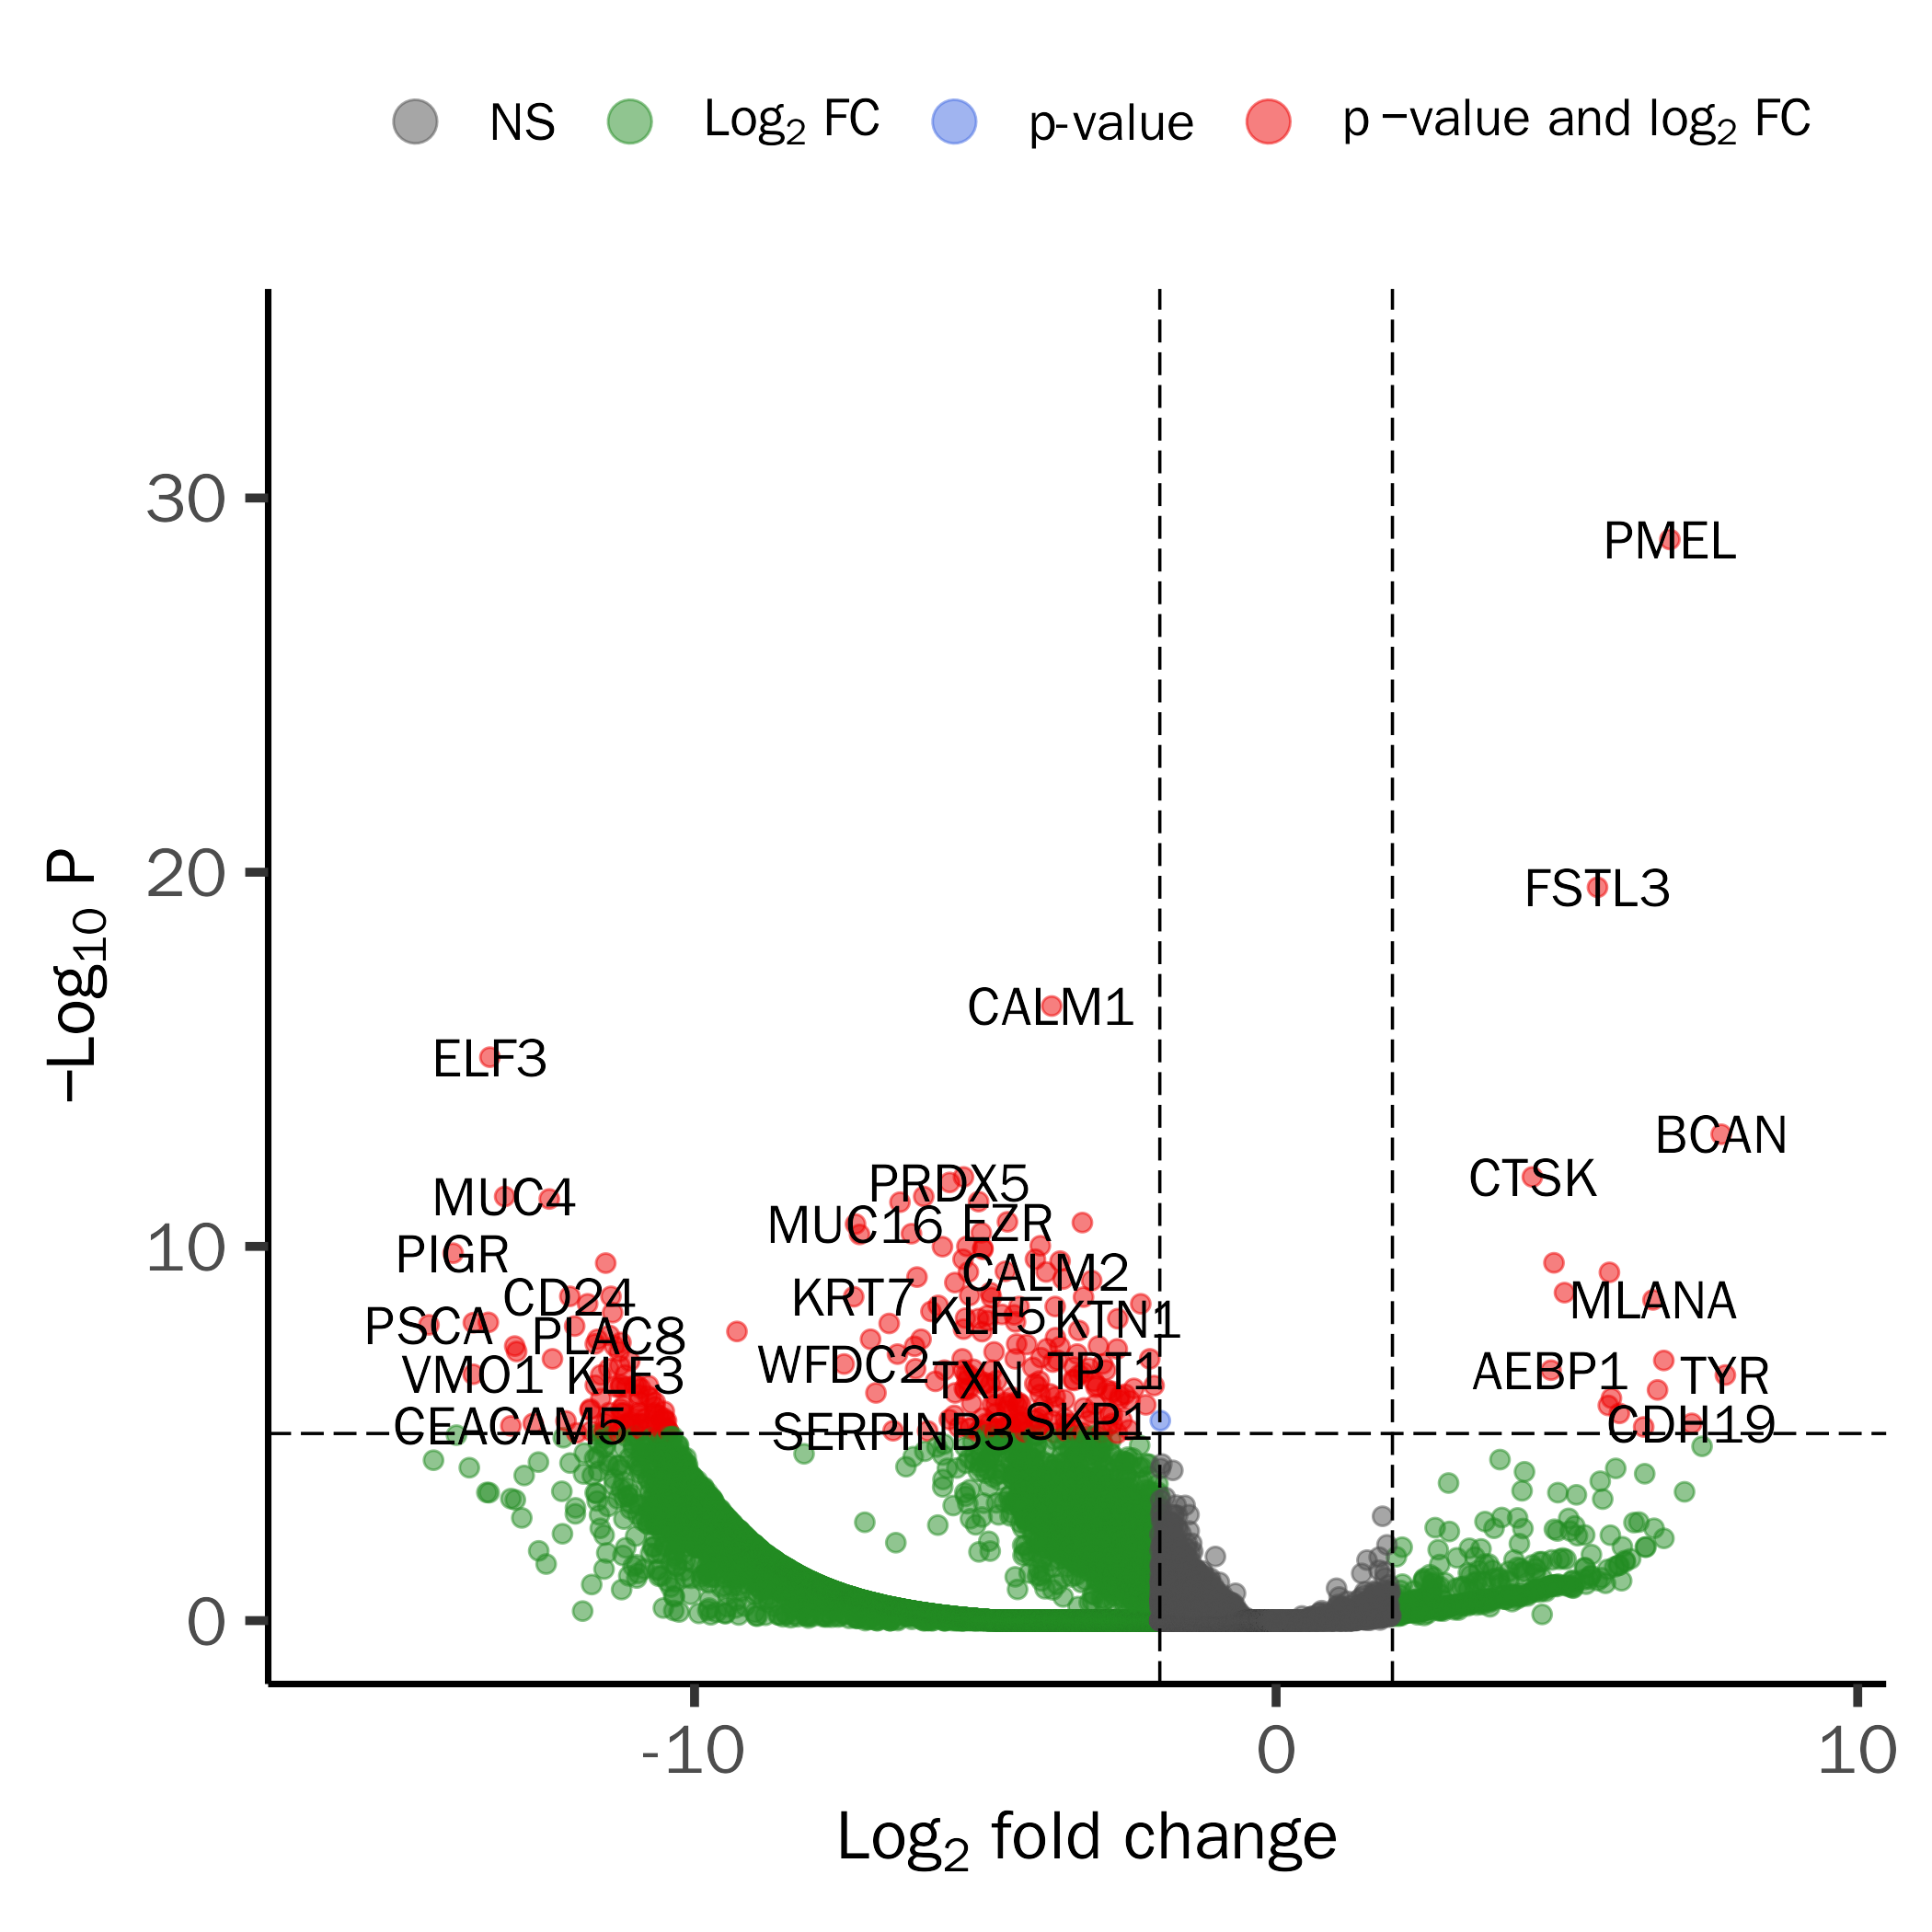 NS Log2 FC p-value p −value and log2 FC
30
PMEL
20
FSTL3
CALM1
ELF3
BCAN
CTSK
PRDX5
MUC4
MUC16 EZR
10
PIGR
CALM2
CD24
KRT7
MLANA
KLF5 KTN1
PSCA
PLAC8
WFDC2
TPT1
AEBP1
VMO1 KLF3
TXN
TYR
SKP1
CEACAM5
CDH19
SERPINB3
0
-10 0 10
Log2 fold change
−Log10 P